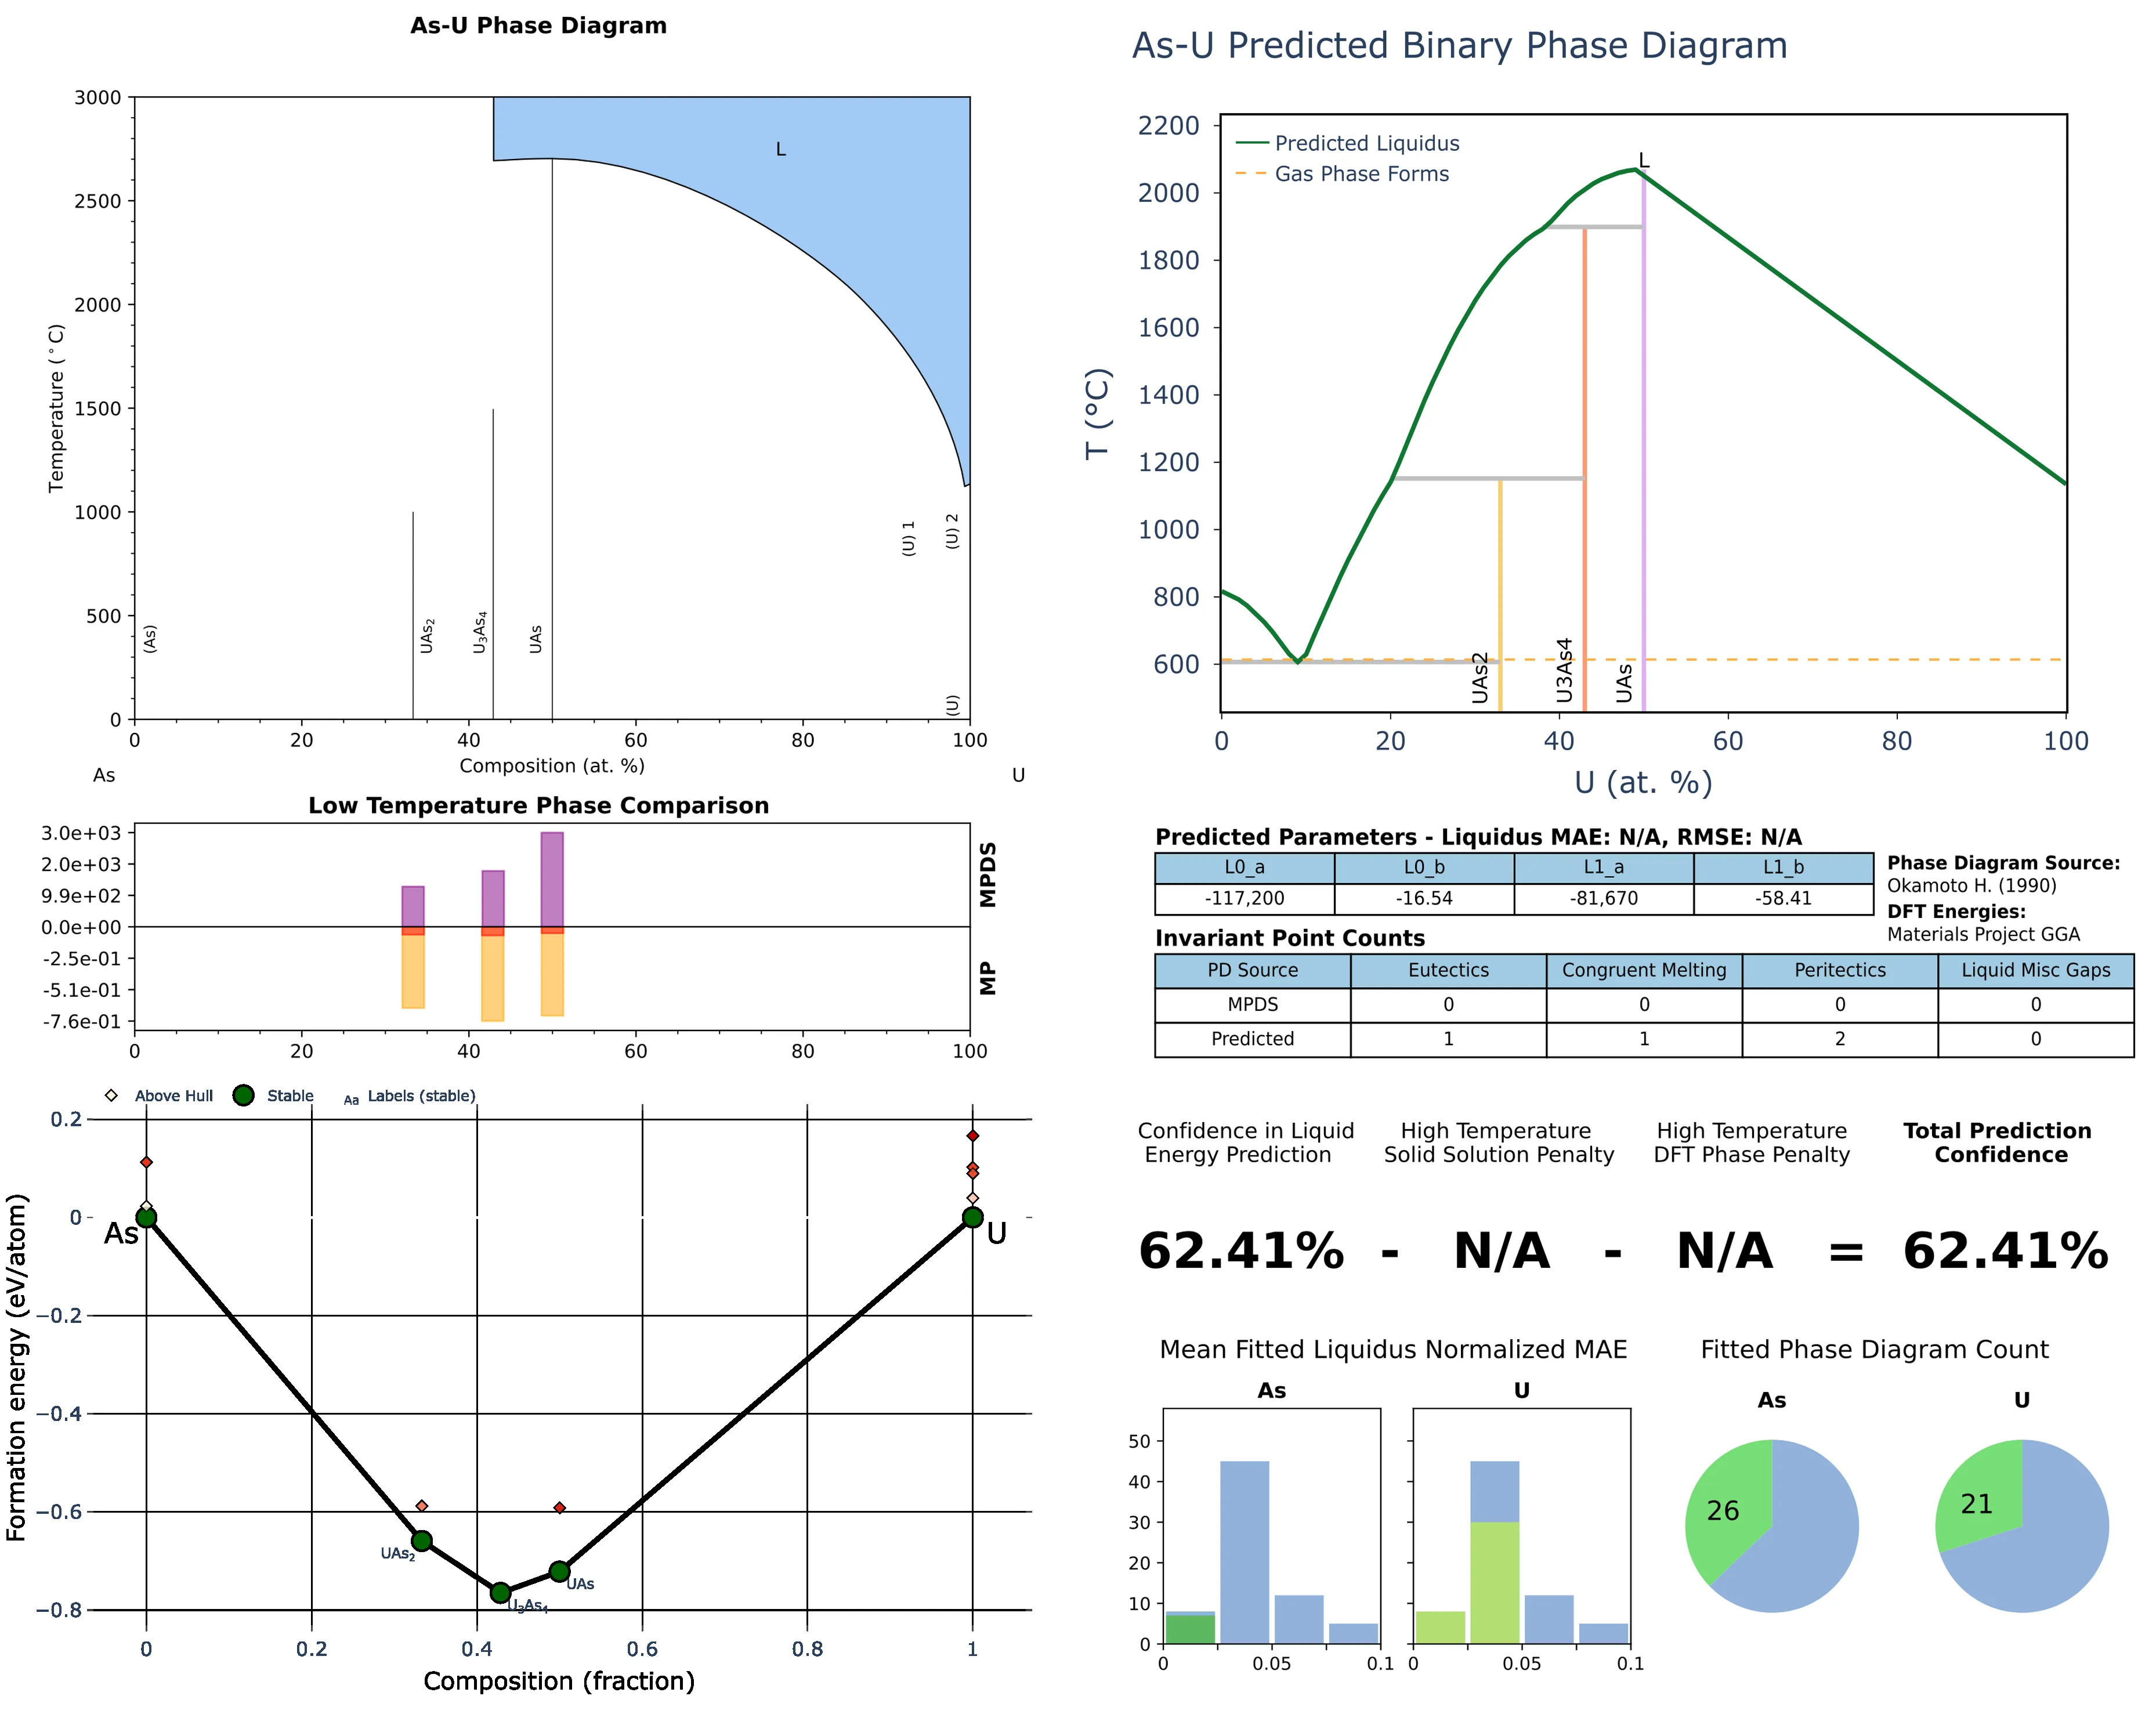 As-U Phase Diagram
3000
2500
2000
1500
1000
500
0
Temperature (°C)
L
(As)
UAs₂
U₃As₄
UAs
(U) 1
(U) 2
(U)
0 20 40 60 80 100
Composition (at. %)
As U
Low Temperature Phase Comparison
3.0e+03
2.0e+03
9.9e+02
0.0e+00
-2.5e-01
-5.1e-01
-7.6e-01
MPDS
MP
0 20 40 60 80 100
Above Hull Stable Aa Labels (stable)
0.2
0
−0.2
−0.4
−0.6
−0.8
Formation energy (eV/atom)
As
U
UAs₂
UAs
U₃As₄
0 0.2 0.4 0.6 0.8 1
Composition (fraction)
As-U Predicted Binary Phase Diagram
2200
2000
1800
1600
1400
1200
1000
800
600
T (°C)
Predicted Liquidus
Gas Phase Forms
L
UAs2
U3As4
UAs
0 20 40 60 80 100
U (at. %)
Predicted Parameters - Liquidus MAE: N/A, RMSE: N/A
L0_a L0_b L1_a L1_b
-117,200 -16.54 -81,670 -58.41
Phase Diagram Source:
Okamoto H. (1990)
DFT Energies:
Materials Project GGA
Invariant Point Counts
PD Source Eutectics Congruent Melting Peritectics Liquid Misc Gaps
MPDS 0 0 0 0
Predicted 1 1 2 0
Confidence in Liquid
Energy Prediction
High Temperature
Solid Solution Penalty
High Temperature
DFT Phase Penalty
Total Prediction
Confidence
62.41% - N/A - N/A = 62.41%
Mean Fitted Liquidus Normalized MAE
As U
50
40
30
20
10
0
0 0.05 0.1 0 0.05 0.1
Fitted Phase Diagram Count
As U
26 21